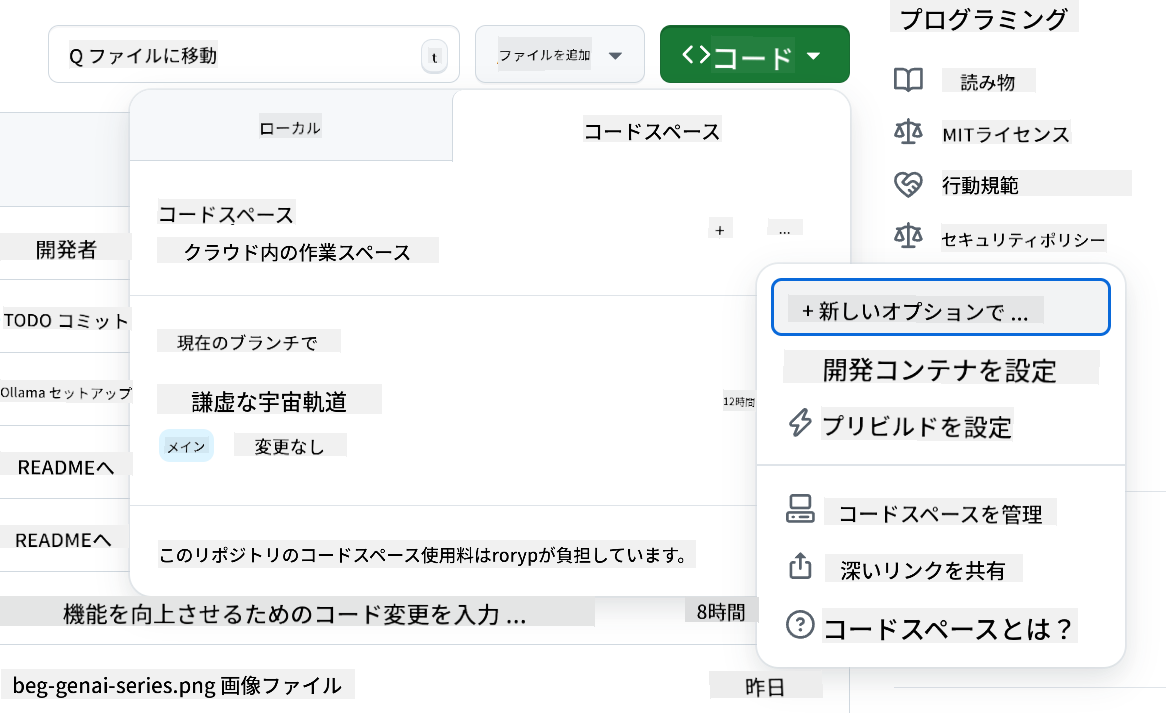 プログラミング
Q ファイルに移動
t
ファイルを追加
<> コード
読み物
MITライセンス
行動規範
セキュリティポリシー
ローカル
コードスペース
コードスペース
クラウド内の作業スペース
+
...
開発者
TODO コミット
Ollama セットアップ
READMEへ
READMEへ
現在のブランチで
謙虚な宇宙軌道
12時間
メイン
変更なし
このリポジトリのコードスペース使用料はrorypが負担しています。
+ 新しいオプションで ...
開発コンテナを設定
プリビルドを設定
コードスペースを管理
深いリンクを共有
コードスペースとは？
機能を向上させるためのコード変更を入力 ...
8時間
beg-genai-series.png 画像ファイル
昨日